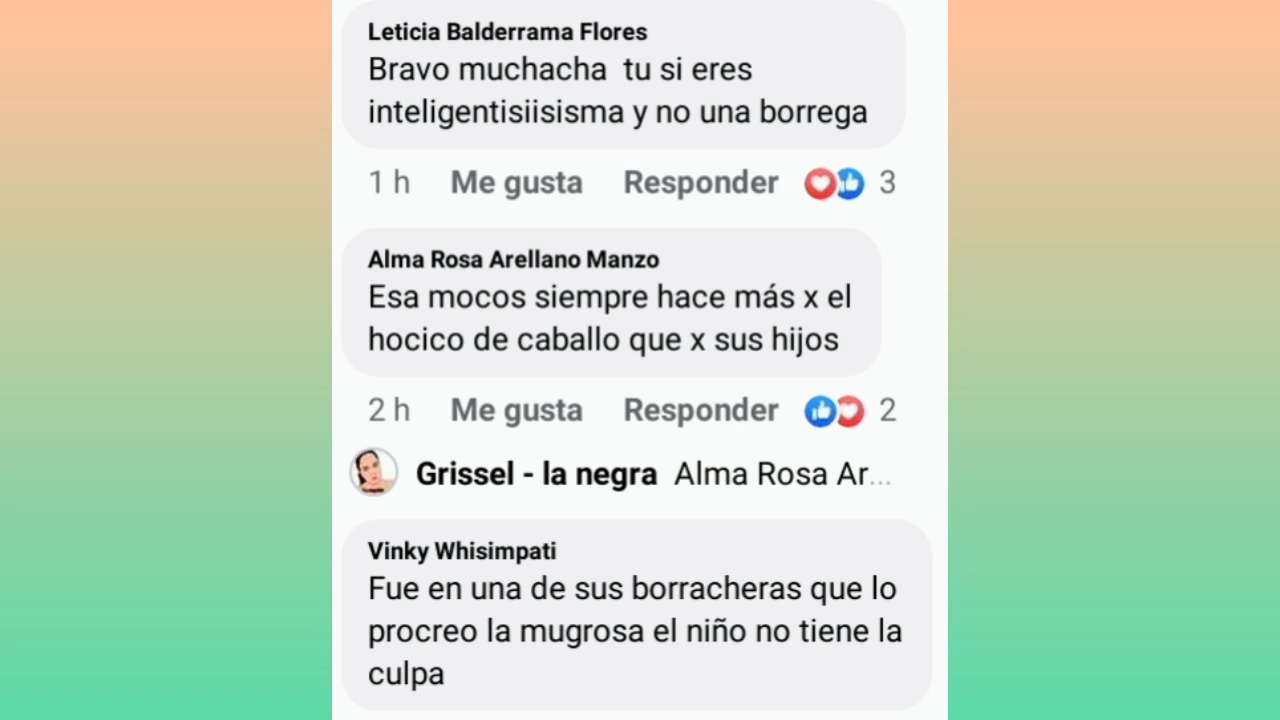 Leticia Balderrama Flores
Bravo muchacha tu si eres
inteligentisiisisma y no una borrega
1 h Me gusta Responder 3
Alma Rosa Arellano Manzo
Esa mocos siempre hace más x el
hocico de caballo que x sus hijos
2 h Me gusta Responder 2
Grissel - la negra Alma Rosa Ar...
Vinky Whisimpati
Fue en una de sus borracheras que lo
procreo la mugrosa el niño no tiene la
culpa